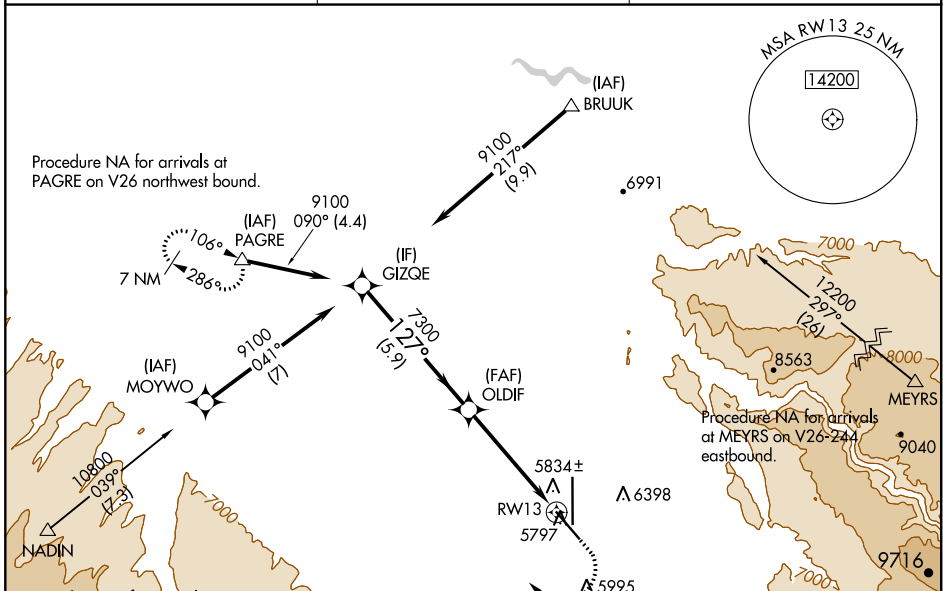 MSA RW13 25 NM
14200
(IAF)
BRUUK
9100
217°
(9.9)
Procedure NA for arrivals at
PAGRE on V26 northwest bound.
6991
(IAF)
PAGRE
9100
090° (4.4)
106°
286°
7 NM
(IF)
GIZQE
7000
12200
297°
(26)
7300
127°
(5.9)
9100
041°
(7)
(IAF)
MOYWO
8563
8000
MEYRS
(FAF)
OLDIF
Procedure NA for arrivals
at MEYRS on V26-244
eastbound.
9040
10800
039°
(7.3)
NADIN
7000
5834±
6398
RW13
5797
9716
5995
7000